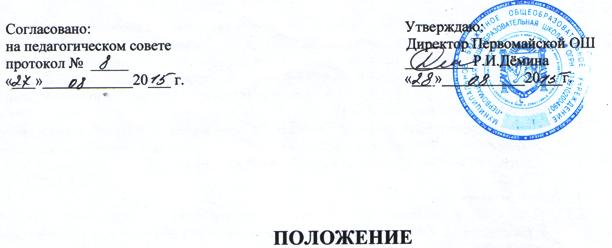 Согласовано:
на педагогическом совете
протокол № 8
«27» 08 2015 г.
Утверждаю:
Директор Первомайской ОШ
Р.И.Дёмина
«28» 08 2015 г.
ПОЛОЖЕНИЕ